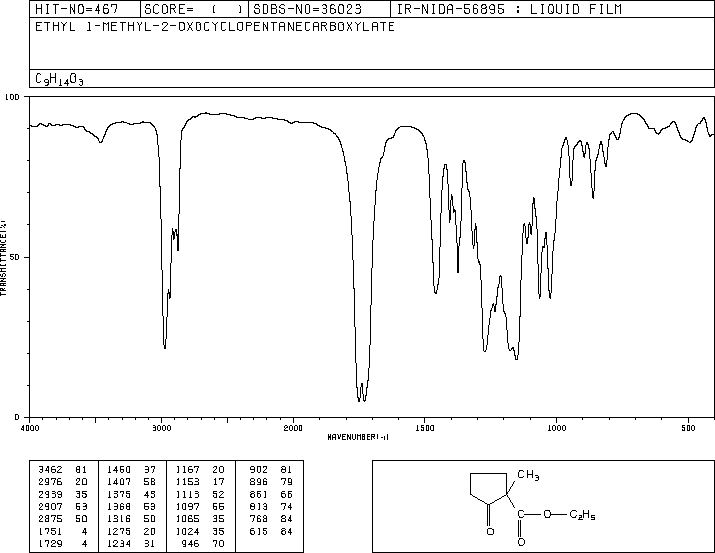 HIT-NO=467 SCORE= ( ) SDBS-NO=36023 IR-NIDA-56895 : LIQUID FILM
ETHYL 1-METHYL-2-OXOCYCLOPENTANECARBOXYLATE
C9H14O3
100
50
0
TRANSMITTANCE(%)
4000 3000 2000 1500 1000 500
WAVENUMBER(-1)
3462 81 1460 37 1167 20 902 81
2976 20 1407 58 1153 17 896 79
2939 35 1375 43 1113 52 861 66
2907 53 1368 53 1097 55 813 74
2875 50 1316 50 1065 35 768 84
1751 4 1275 20 1024 35 615 84
1729 4 1234 31 946 70
CH3
C—O—C2H5
O
O